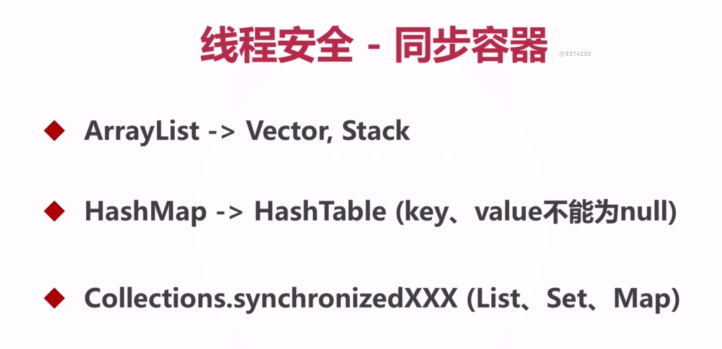 线程安全 - 同步容器
@5174255
ArrayList -> Vector, Stack
HashMap -> HashTable (key、value不能为null)
Collections.synchronizedXXX (List、Set、Map)